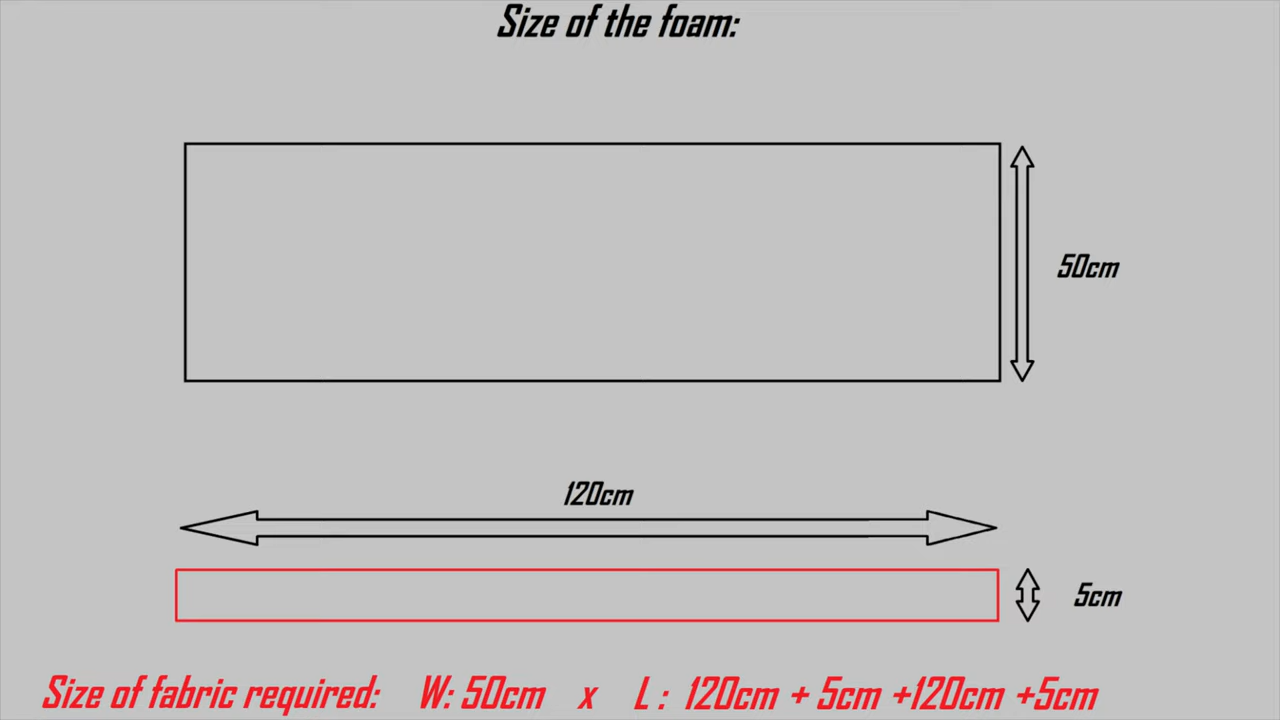 Size of the foam:
50cm
120cm
5cm
Size of fabric required: W: 50cm x L : 120cm + 5cm +120cm +5cm